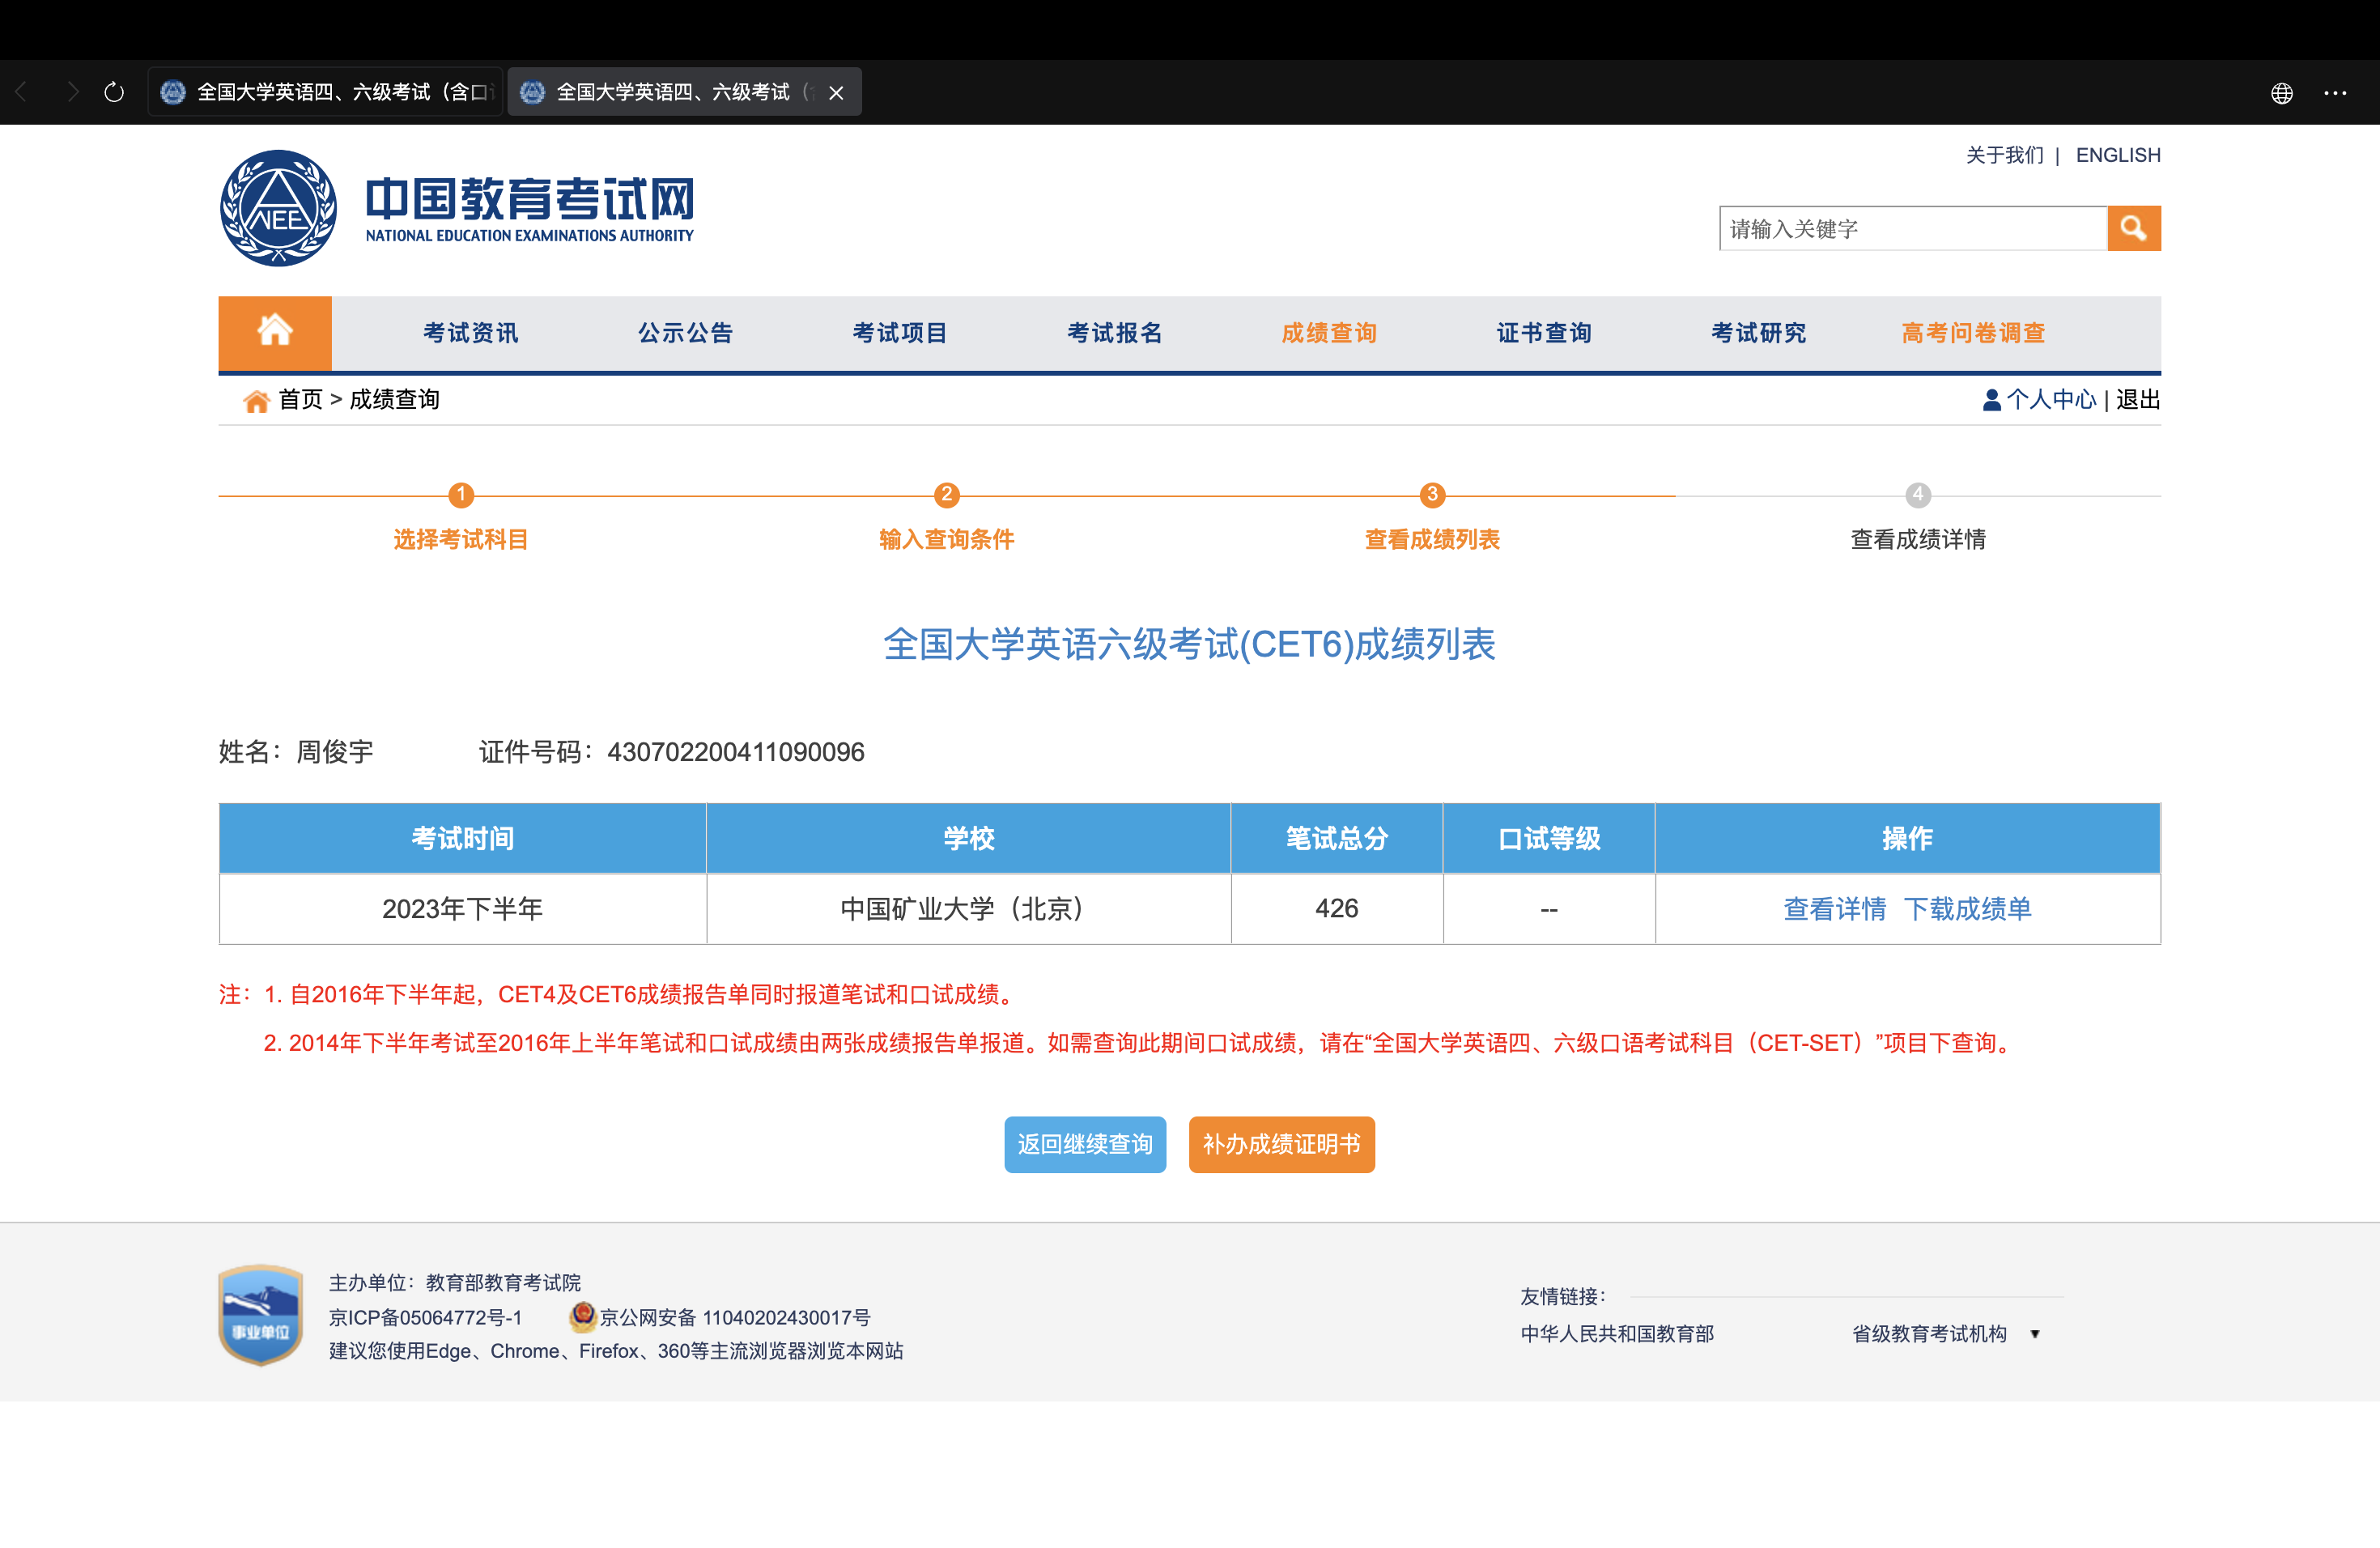 全国大学英语四、六级考试（含口
全国大学英语四、六级考试（
关于我们 | ENGLISH
NEE
中国教育考试网
NATIONAL EDUCATION EXAMINATIONS AUTHORITY
请输入关键字
考试资讯 公示公告 考试项目 考试报名 成绩查询 证书查询 考试研究 高考问卷调查
首页 > 成绩查询
个人中心 | 退出
1 2 3 4
选择考试科目 输入查询条件 查看成绩列表 查看成绩详情
全国大学英语六级考试(CET6)成绩列表
姓名：周俊宇 证件号码：430702200411090096
考试时间 学校 笔试总分 口试等级 操作
2023年下半年 中国矿业大学（北京） 426 -- 查看详情 下载成绩单
注：1. 自2016年下半年起，CET4及CET6成绩报告单同时报道笔试和口试成绩。
2. 2014年下半年考试至2016年上半年笔试和口试成绩由两张成绩报告单报道。如需查询此期间口试成绩，请在“全国大学英语四、六级口语考试科目（CET-SET）”项目下查询。
返回继续查询 补办成绩证明书
事业单位
主办单位：教育部教育考试院
京ICP备05064772号-1 京公网安备 11040202430017号
建议您使用Edge、Chrome、Firefox、360等主流浏览器浏览本网站
友情链接：
中华人民共和国教育部 省级教育考试机构 ▼